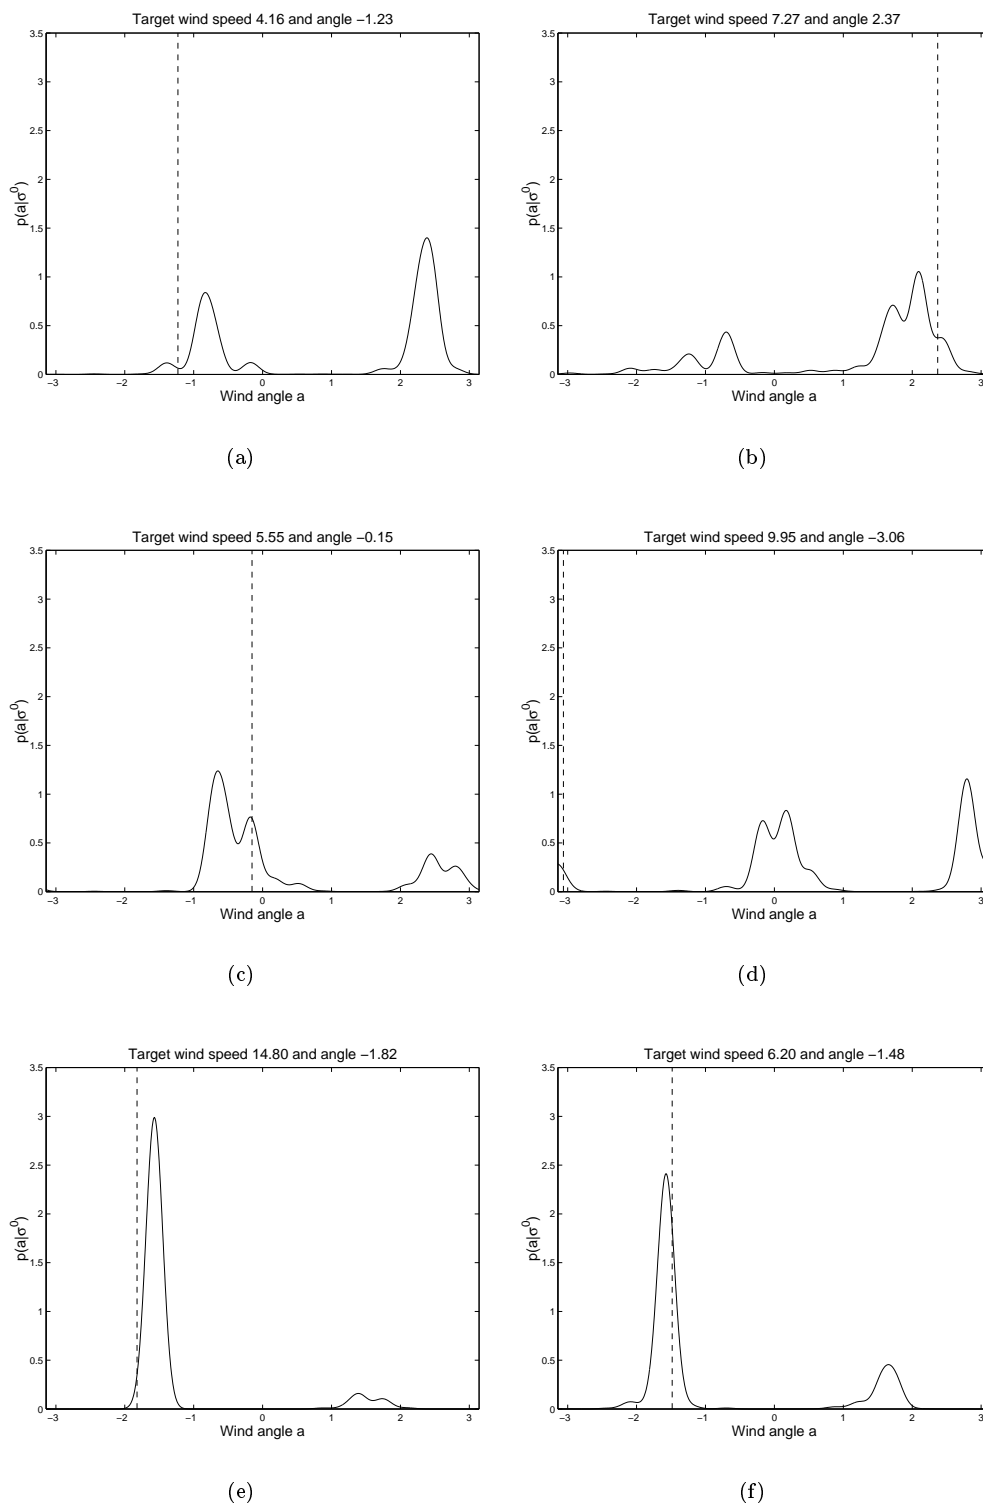 Target wind speed 4.16 and angle −1.23
3.5
3
2.5
2
1.5
1
0.5
0
p(a|σ⁰)
−3 −2 −1 0 1 2 3
Wind angle a
(a)
Target wind speed 7.27 and angle 2.37
3.5
3
2.5
2
1.5
1
0.5
0
p(a|σ⁰)
−3 −2 −1 0 1 2 3
Wind angle a
(b)
Target wind speed 5.55 and angle −0.15
3.5
3
2.5
2
1.5
1
0.5
0
p(a|σ⁰)
−3 −2 −1 0 1 2 3
Wind angle a
(c)
Target wind speed 9.95 and angle −3.06
3.5
3
2.5
2
1.5
1
0.5
0
p(a|σ⁰)
−3 −2 −1 0 1 2 3
Wind angle a
(d)
Target wind speed 14.80 and angle −1.82
3.5
3
2.5
2
1.5
1
0.5
0
p(a|σ⁰)
−3 −2 −1 0 1 2 3
Wind angle a
(e)
Target wind speed 6.20 and angle −1.48
3.5
3
2.5
2
1.5
1
0.5
0
p(a|σ⁰)
−3 −2 −1 0 1 2 3
Wind angle a
(f)